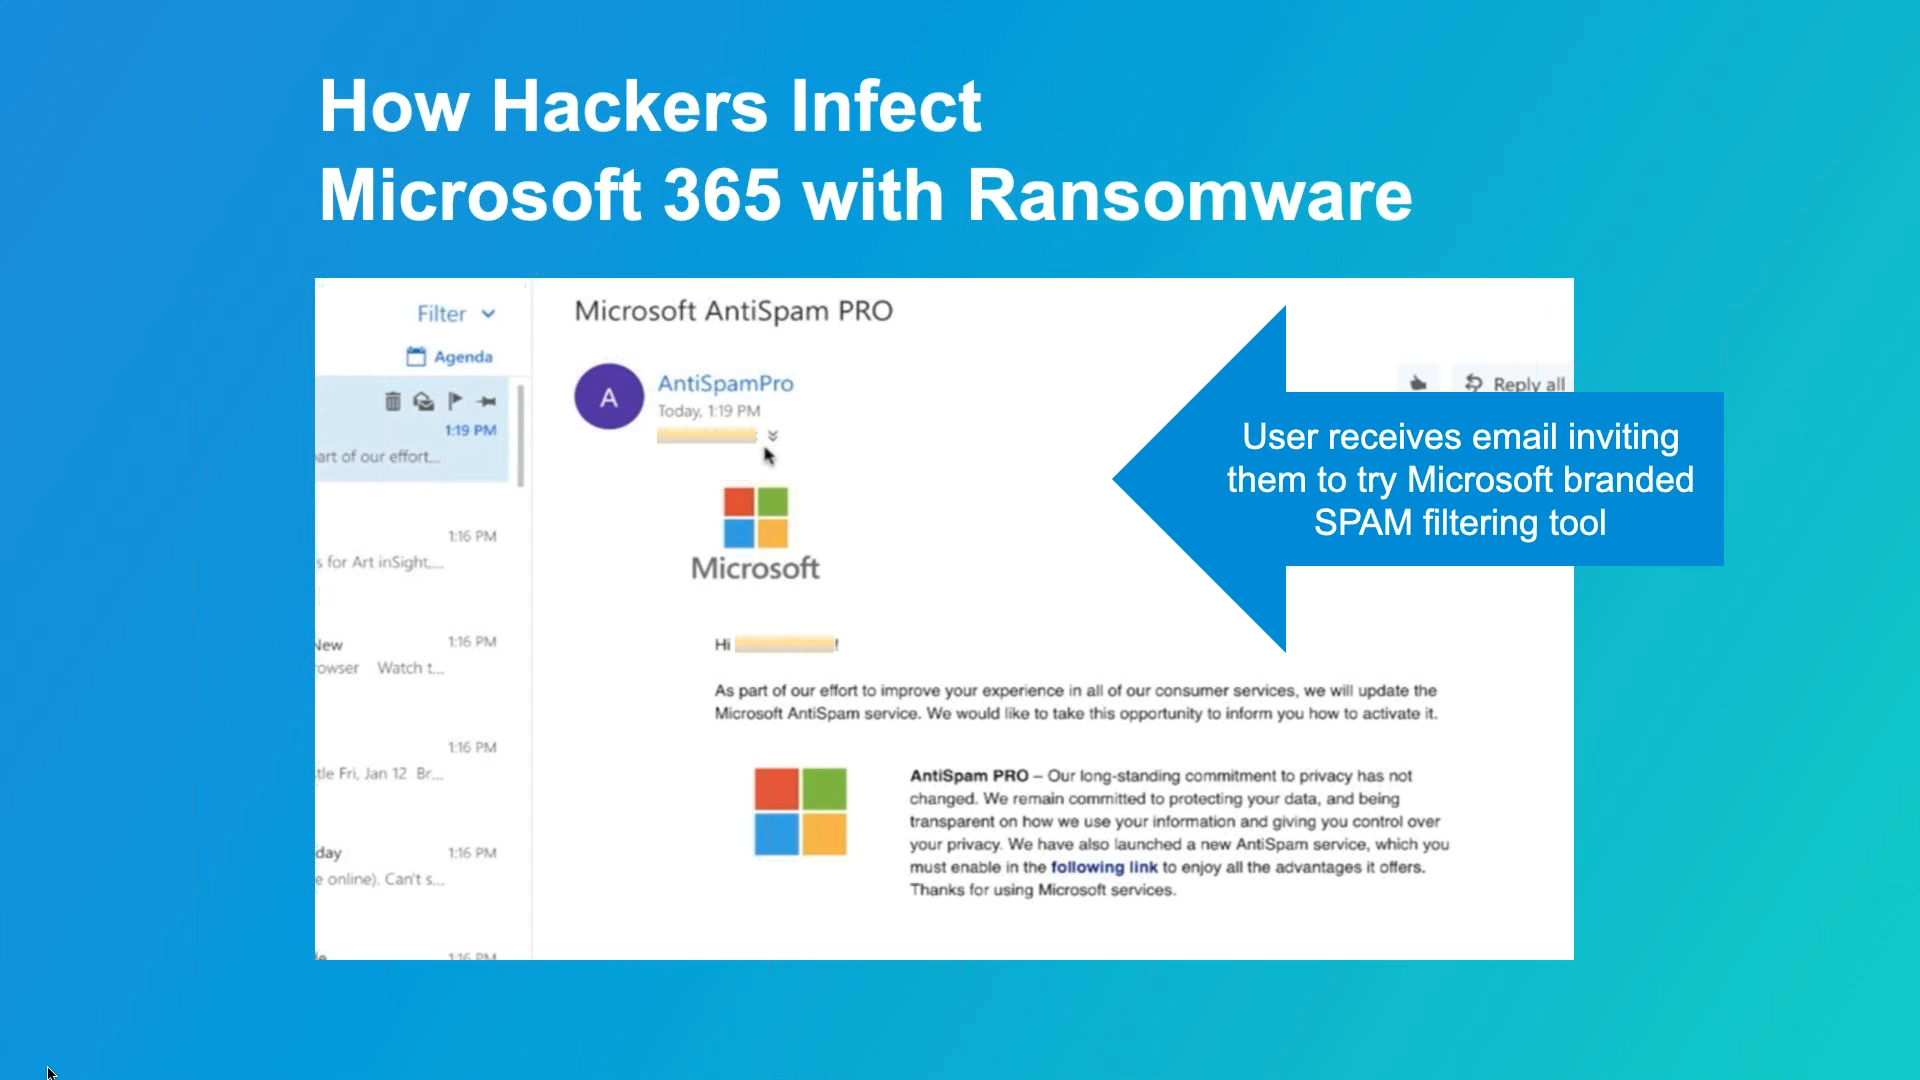 How Hackers Infect
Microsoft 365 with Ransomware
Filter
Agenda
1:19 PM
art of our effort...
1:16 PM
s for Art inSight,...
New
1:16 PM
owser Watch t...
1:16 PM
tle Fri, Jan 12 Br...
day
1:16 PM
e online). Can't s...
1:16 PM
Microsoft AntiSpam PRO
A
AntiSpamPro
Today, 1:19 PM
Reply all
User receives email inviting
them to try Microsoft branded
SPAM filtering tool
Microsoft
Hi !
As part of our effort to improve your experience in all of our consumer services, we will update the
Microsoft AntiSpam service. We would like to take this opportunity to inform you how to activate it.
AntiSpam PRO – Our long-standing commitment to privacy has not
changed. We remain committed to protecting your data, and being
transparent on how we use your information and giving you control over
your privacy. We have also launched a new AntiSpam service, which you
must enable in the following link to enjoy all the advantages it offers.
Thanks for using Microsoft services.